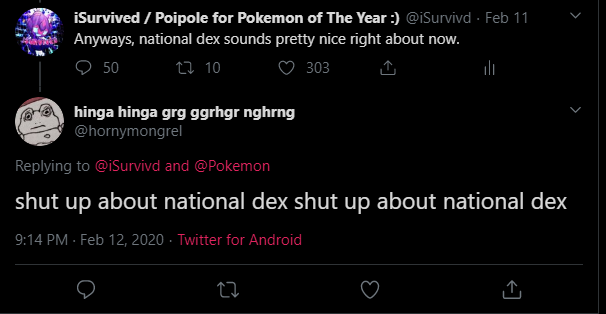 iSurvived / Poipole for Pokemon of The Year :) @iSurvivd · Feb 11
Anyways, national dex sounds pretty nice right about now.
50 10 303
hinga hinga grg ggrhgr nghrng
@hornymongrel
Replying to @iSurvivd and @Pokemon
shut up about national dex shut up about national dex
9:14 PM · Feb 12, 2020 · Twitter for Android